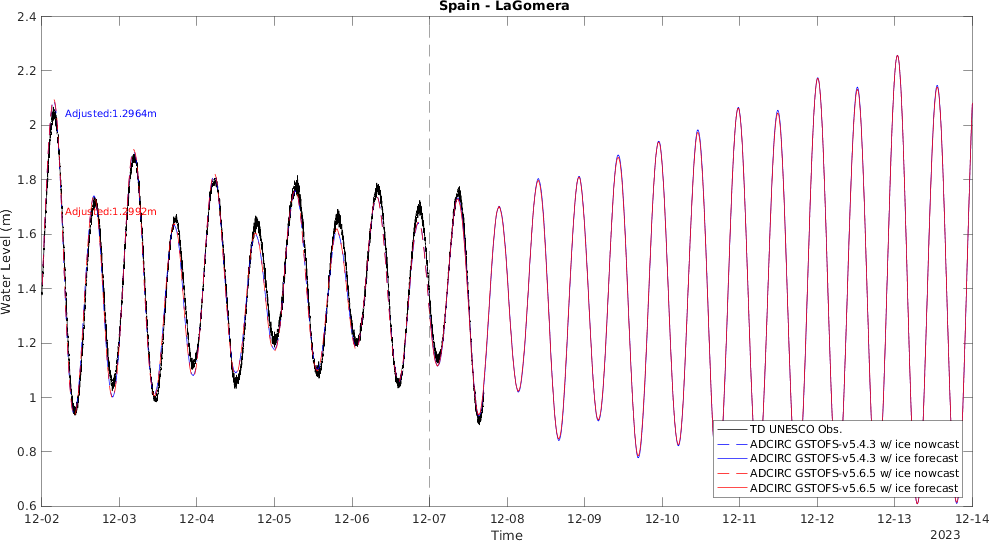 Spain - LaGomera
2.4
2.2
2
1.8
1.6
1.4
1.2
1
0.8
0.6
Water Level (m)
Adjusted:1.2964m
Adjusted:1.2992m
TD UNESCO Obs.
ADCIRC GSTOFS-v5.4.3 w/ ice nowcast
ADCIRC GSTOFS-v5.4.3 w/ ice forecast
ADCIRC GSTOFS-v5.6.5 w/ ice nowcast
ADCIRC GSTOFS-v5.6.5 w/ ice forecast
12-02 12-03 12-04 12-05 12-06 12-07 12-08 12-09 12-10 12-11 12-12 12-13 12-14
Time
2023